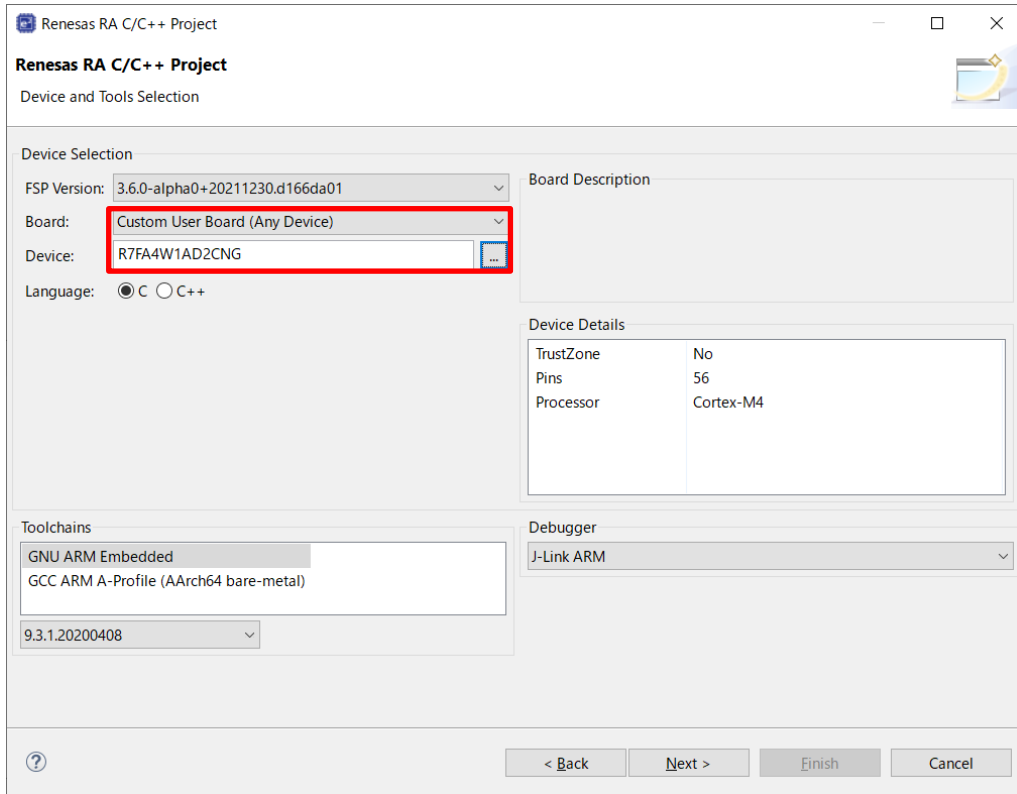 Renesas RA C/C++ Project
Renesas RA C/C++ Project
Device and Tools Selection
Device Selection
FSP Version: 3.6.0-alpha0+20211230.d166da01
Board: Custom User Board (Any Device)
Device: R7FA4W1AD2CNG ...
Language: C C++
Board Description
Device Details
TrustZone No
Pins 56
Processor Cortex-M4
Toolchains
GNU ARM Embedded
GCC ARM A-Profile (AArch64 bare-metal)
9.3.1.20200408
Debugger
J-Link ARM
? < Back Next > Finish Cancel